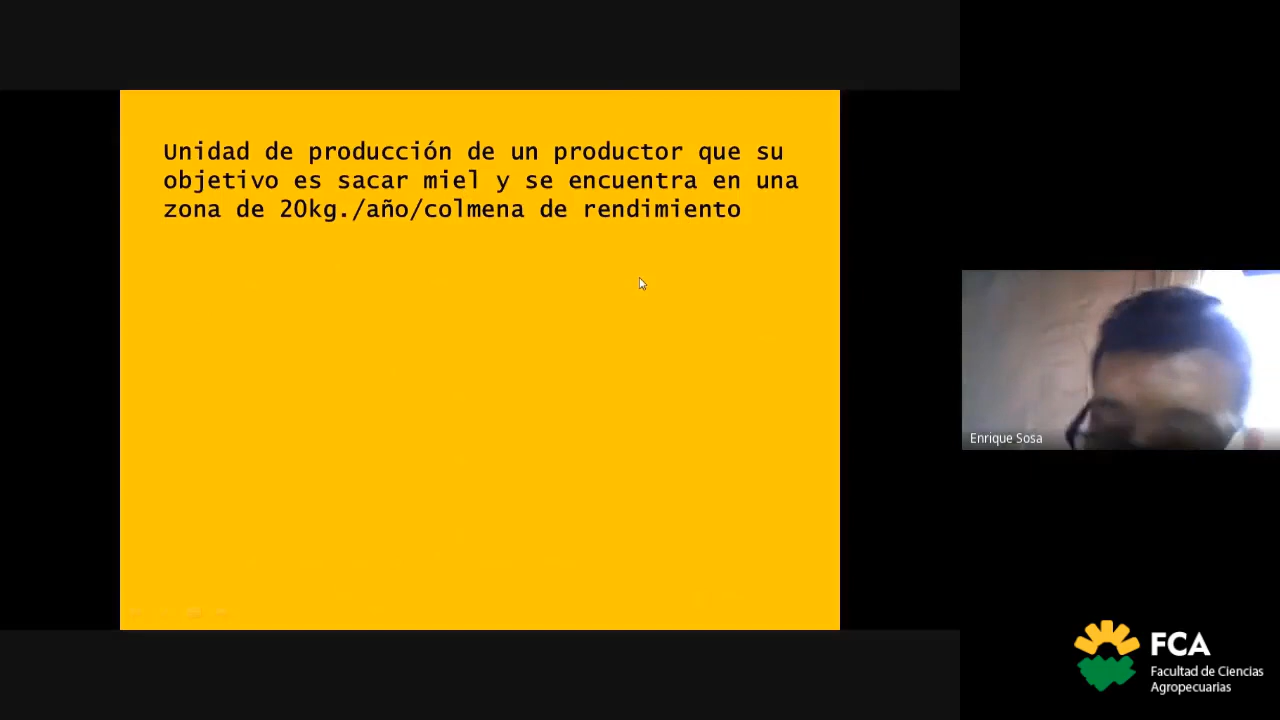 Unidad de producción de un productor que su
objetivo es sacar miel y se encuentra en una
zona de 20kg./año/colmena de rendimiento
Enrique Sosa
FCA
Facultad de Ciencias
Agropecuarias